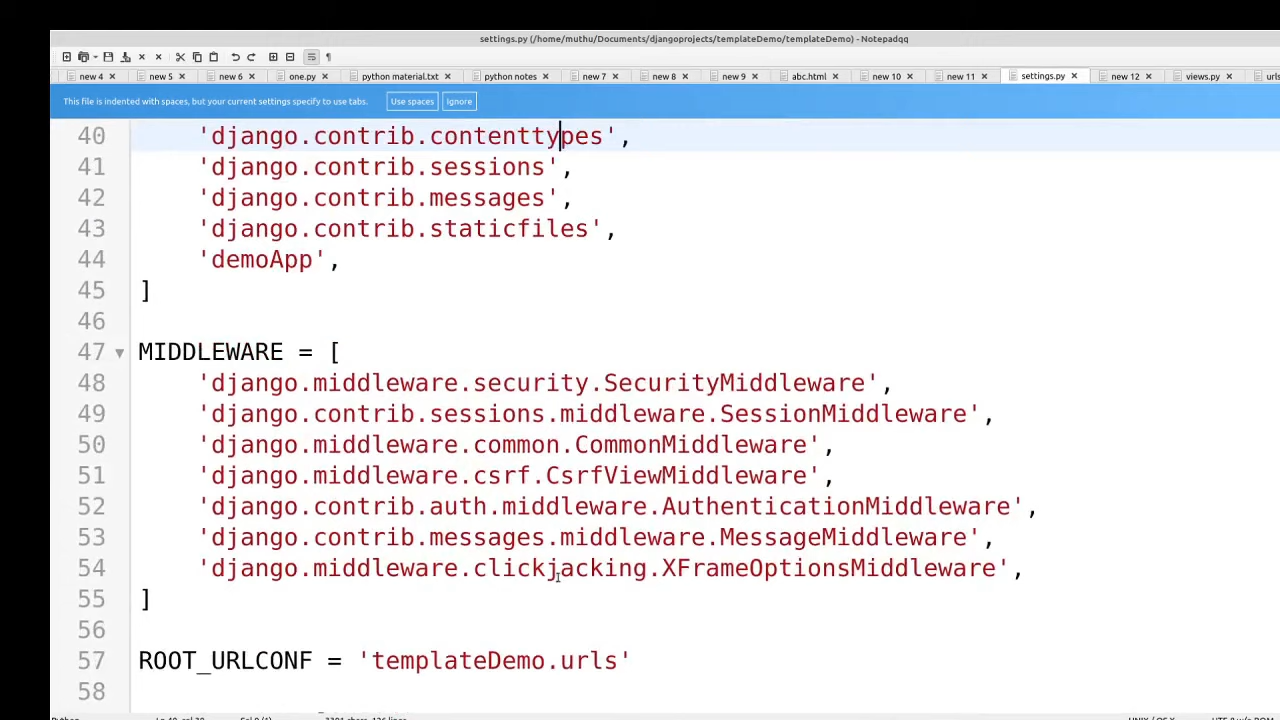 settings.py (/home/muthu/Documents/djangoprojects/templateDemo/templateDemo) - Notepadqq
new 4 new 5 new 6 one.py python material.txt python notes new 7 new 8 new 9 abc.html new 10 new 11 settings.py new 12 views.py urls
This file is indented with spaces, but your current settings specify to use tabs. Use spaces Ignore
40 'django.contrib.contenttypes',
41 'django.contrib.sessions',
42 'django.contrib.messages',
43 'django.contrib.staticfiles',
44 'demoApp',
45 ]
46
47 MIDDLEWARE = [
48 'django.middleware.security.SecurityMiddleware',
49 'django.contrib.sessions.middleware.SessionMiddleware',
50 'django.middleware.common.CommonMiddleware',
51 'django.middleware.csrf.CsrfViewMiddleware',
52 'django.contrib.auth.middleware.AuthenticationMiddleware',
53 'django.contrib.messages.middleware.MessageMiddleware',
54 'django.middleware.clickjacking.XFrameOptionsMiddleware',
55 ]
56
57 ROOT_URLCONF = 'templateDemo.urls'
58